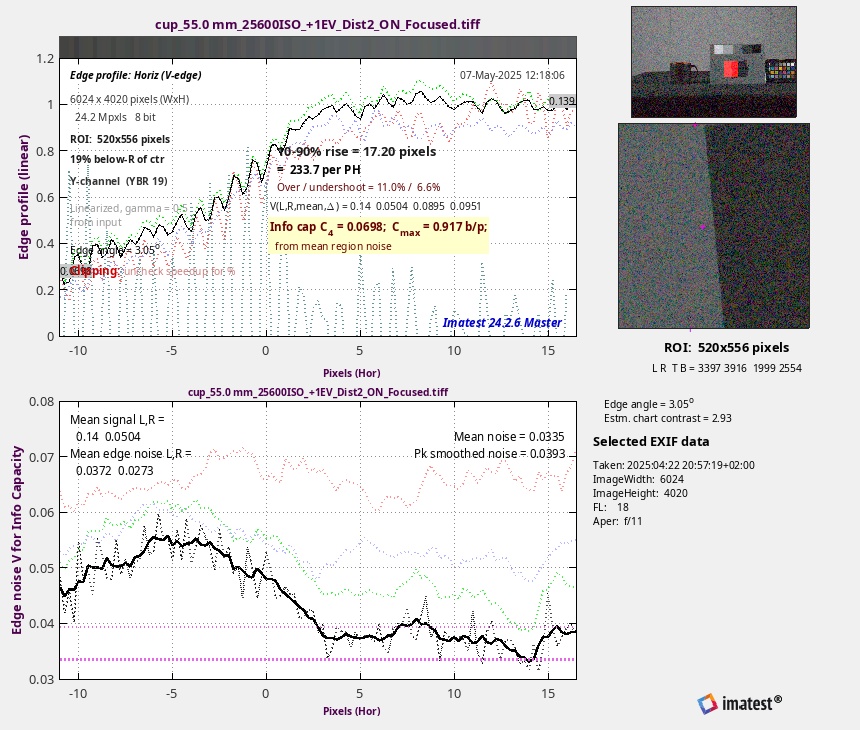 cup_55.0 mm_25600ISO_+1EV_Dist2_ON_Focused.tiff
Edge profile: Horiz (V-edge)
07-May-2025 12:18:06
6024 x 4020 pixels (WxH)
24.2 Mpxls 8 bit
ROI: 520x556 pixels
19% below-R of ctr
Y-channel (YBR 19)
Linearized, gamma = 0.5
from input
Edge angle = 3.05o
Clipping uncheck speedup for %
0.139
10-90% rise = 17.20 pixels
= 233.7 per PH
Over / undershoot = 11.0% / 6.6%
V(L,R,mean,Δ) = 0.14 0.0504 0.0895 0.0951
Info cap C4 = 0.0698; Cmax = 0.917 b/p;
from mean region noise
Imatest 24.2.6 Master
Edge profile (linear)
1.2
1
0.8
0.6
0.4
0.2
0
-10 -5 0 5 10 15
Pixels (Hor)
cup_55.0 mm_25600ISO_+1EV_Dist2_ON_Focused.tiff
Mean signal L,R =
0.14 0.0504
Mean edge noise L,R =
0.0372 0.0273
Mean noise = 0.0335
Pk smoothed noise = 0.0393
Edge noise V for Info Capacity
0.08
0.07
0.06
0.05
0.04
0.03
-10 -5 0 5 10 15
Pixels (Hor)
ROI: 520x556 pixels
L R T B = 3397 3916 1999 2554
Edge angle = 3.05o
Estm. chart contrast = 2.93
Selected EXIF data
Taken: 2025:04:22 20:57:19+02:00
ImageWidth: 6024
ImageHeight: 4020
FL: 18
Aper: f/11
imatest®